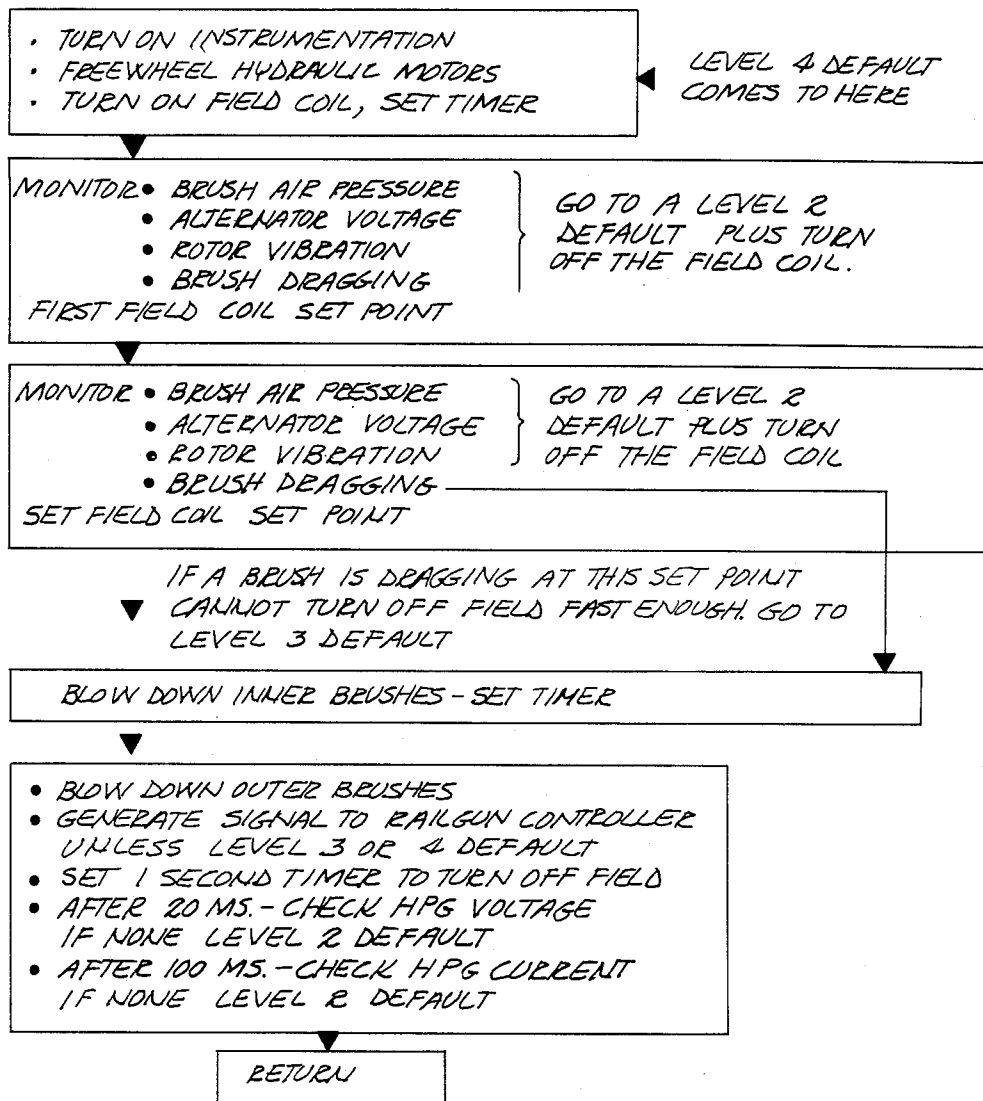 • TURN ON INSTRUMENTATION
• FREEWHEEL HYDRAULIC MOTORS
• TURN ON FIELD COIL, SET TIMER
LEVEL 4 DEFAULT
COMES TO HERE
MONITOR • BRUSH AIR PRESSURE
• ALTERNATOR VOLTAGE
• ROTOR VIBRATION
• BRUSH DRAGGING
FIRST FIELD COIL SET POINT
GO TO A LEVEL 2
DEFAULT PLUS TURN
OFF THE FIELD COIL.
MONITOR • BRUSH AIR PRESSURE
• ALTERNATOR VOLTAGE
• ROTOR VIBRATION
• BRUSH DRAGGING
SET FIELD COIL SET POINT
GO TO A LEVEL 2
DEFAULT PLUS TURN
OFF THE FIELD COIL
IF A BRUSH IS DRAGGING AT THIS SET POINT
CANNOT TURN OFF FIELD FAST ENOUGH. GO TO
LEVEL 3 DEFAULT
BLOW DOWN INNER BRUSHES - SET TIMER
• BLOW DOWN OUTER BRUSHES
• GENERATE SIGNAL TO RAILGUN CONTROLLER
UNLESS LEVEL 3 OR 4 DEFAULT
• SET 1 SECOND TIMER TO TURN OFF FIELD
• AFTER 20 MS. - CHECK HPG VOLTAGE
IF NONE LEVEL 2 DEFAULT
• AFTER 100 MS. - CHECK HPG CURRENT
IF NONE LEVEL 2 DEFAULT
RETURN